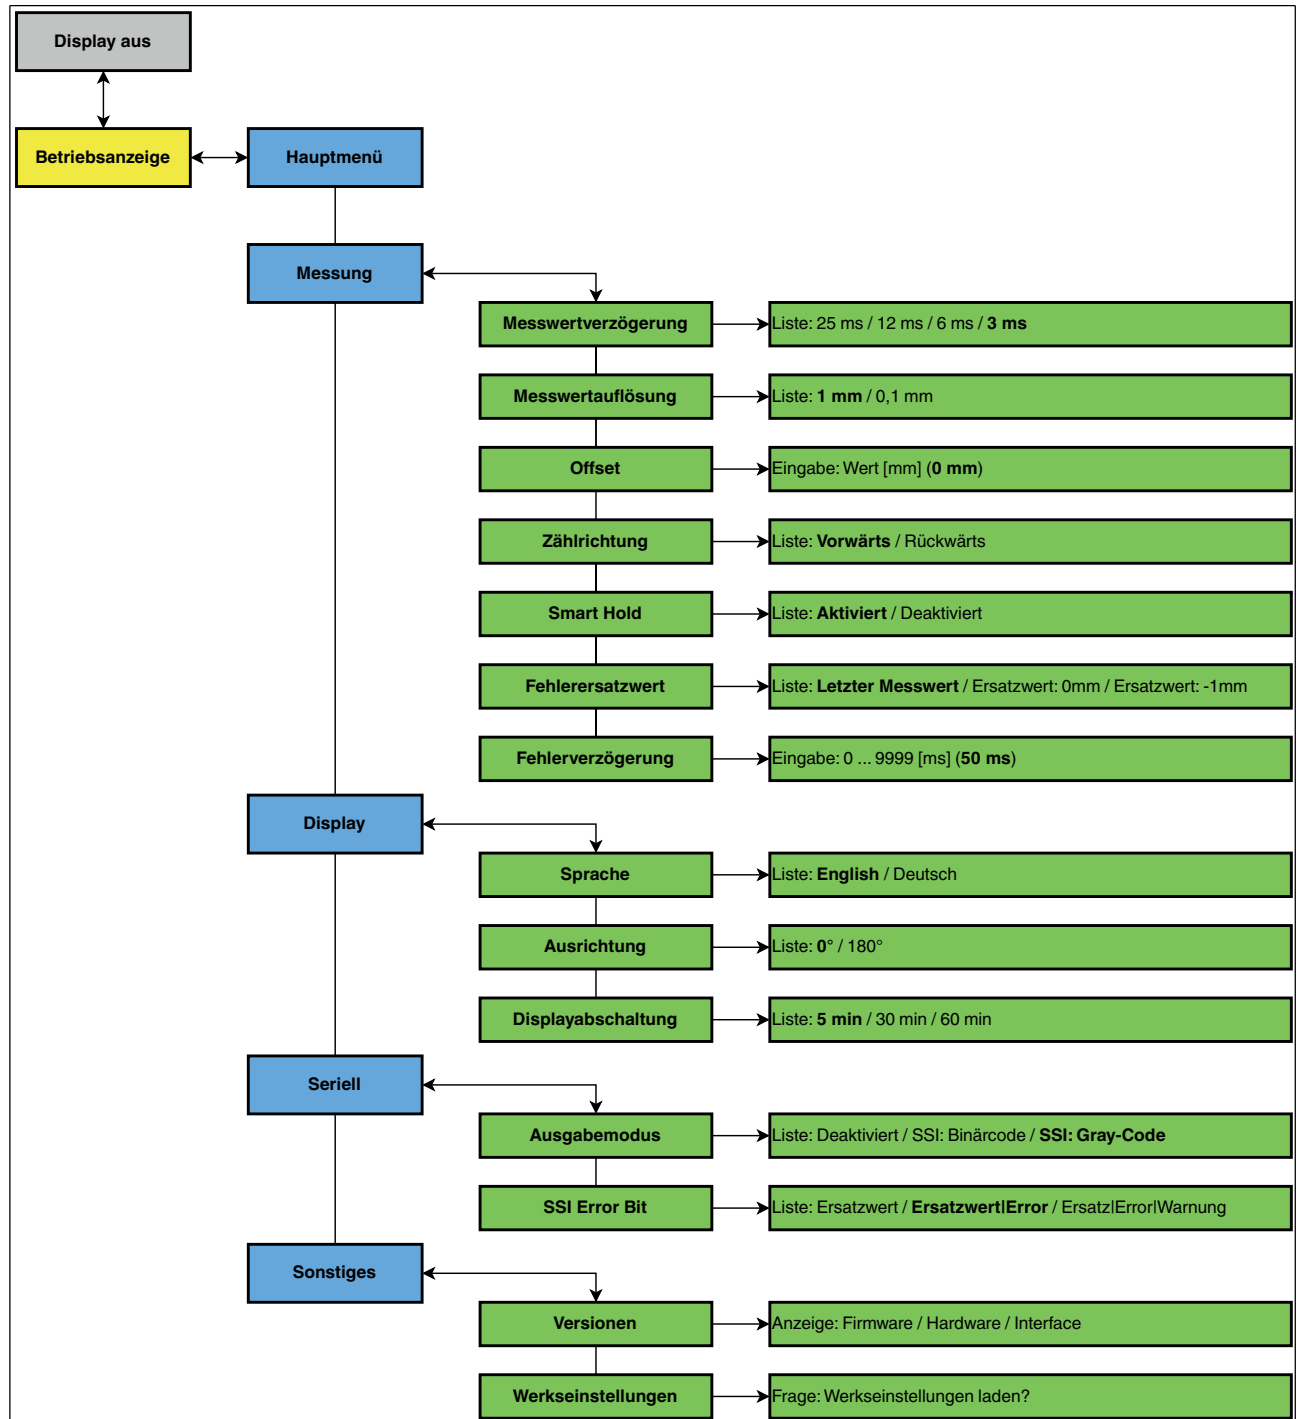 Display aus
Betriebsanzeige
Hauptmenü
Messung
Messwertverzögerung
Liste: 25 ms / 12 ms / 6 ms / 3 ms
Messwertauflösung
Liste: 1 mm / 0,1 mm
Offset
Eingabe: Wert [mm] (0 mm)
Zählrichtung
Liste: Vorwärts / Rückwärts
Smart Hold
Liste: Aktiviert / Deaktiviert
Fehlerersatzwert
Liste: Letzter Messwert / Ersatzwert: 0mm / Ersatzwert: -1mm
Fehlerverzögerung
Eingabe: 0 ... 9999 [ms] (50 ms)
Display
Sprache
Liste: English / Deutsch
Ausrichtung
Liste: 0° / 180°
Displayabschaltung
Liste: 5 min / 30 min / 60 min
Seriell
Ausgabemodus
Liste: Deaktiviert / SSI: Binärcode / SSI: Gray-Code
SSI Error Bit
Liste: Ersatzwert / Ersatzwert|Error / Ersatz|Error|Warnung
Sonstiges
Versionen
Anzeige: Firmware / Hardware / Interface
Werkseinstellungen
Frage: Werkseinstellungen laden?